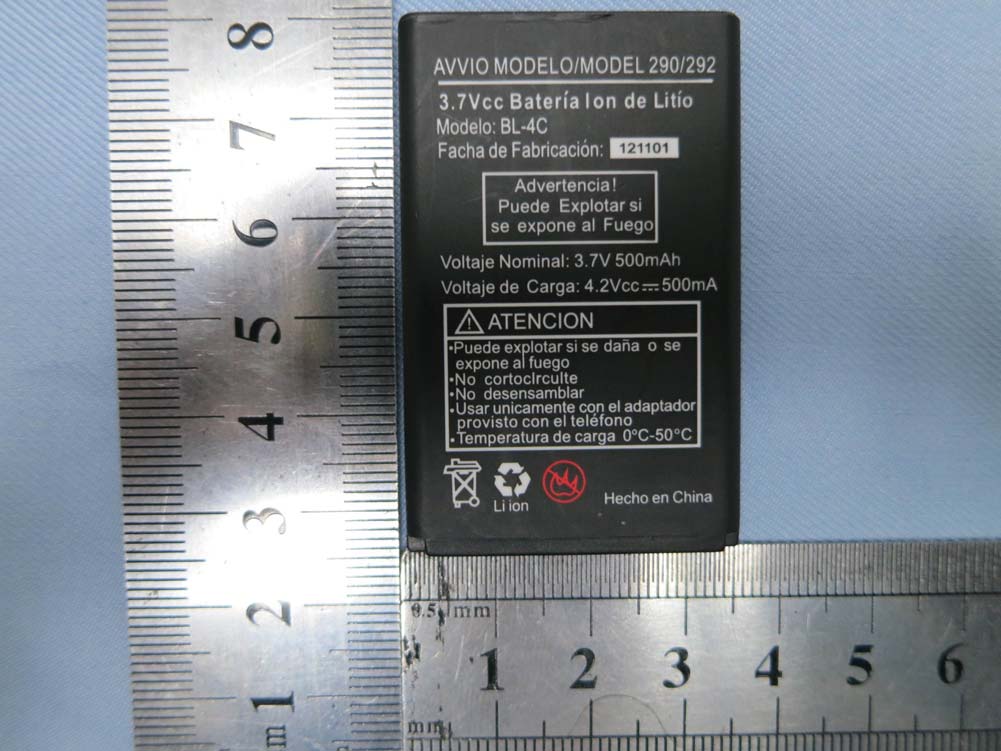 AVVIO MODELO/MODEL 290/292
3.7Vcc Batería Ion de Litío
Modelo: BL-4C
Facha de Fabricación: 121101
Advertencia!
Puede Explotar si
se expone al Fuego
Voltaje Nominal: 3.7V 500mAh
Voltaje de Carga: 4.2Vcc⎓500mA
ATENCION
•Puede explotar si se daña o se
expone al fuego
•No cortocIrculte
•No desensamblar
•Usar unicamente con el adaptador
provisto con el teléfono
•Temperatura de carga 0ºC-50°C
Li ion
Hecho en China
8
7
6
5
4
3
2
1
0.5 mm
1 2 3 4 5 6
mm